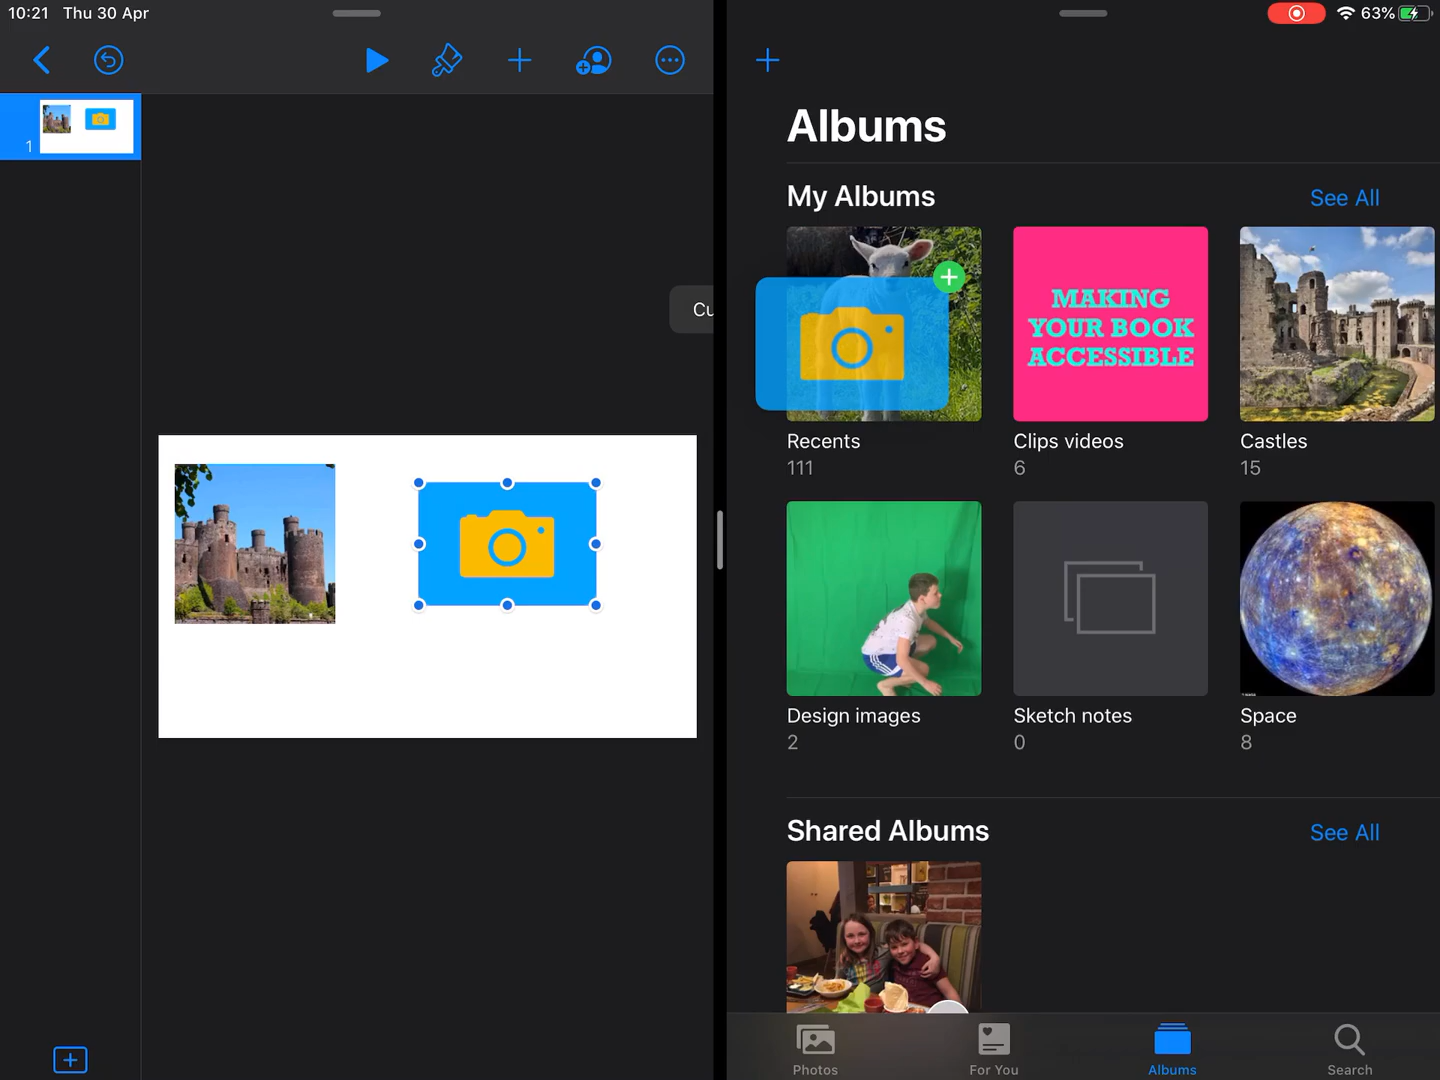 10:21 Thu 30 Apr
63%
1
Cu
Albums
My Albums
See All
MAKING
YOUR BOOK
ACCESSIBLE
Recents
111
Clips videos
6
Castles
15
Design images
2
Sketch notes
0
Space
8
Shared Albums
See All
Photos
For You
Albums
Search